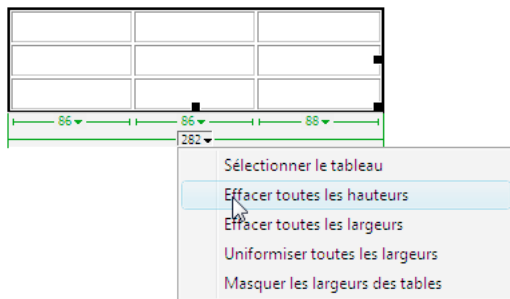 86 86 88
282
Sélectionner le tableau
Effacer toutes les hauteurs
Effacer toutes les largeurs
Uniformiser toutes les largeurs
Masquer les largeurs des tables